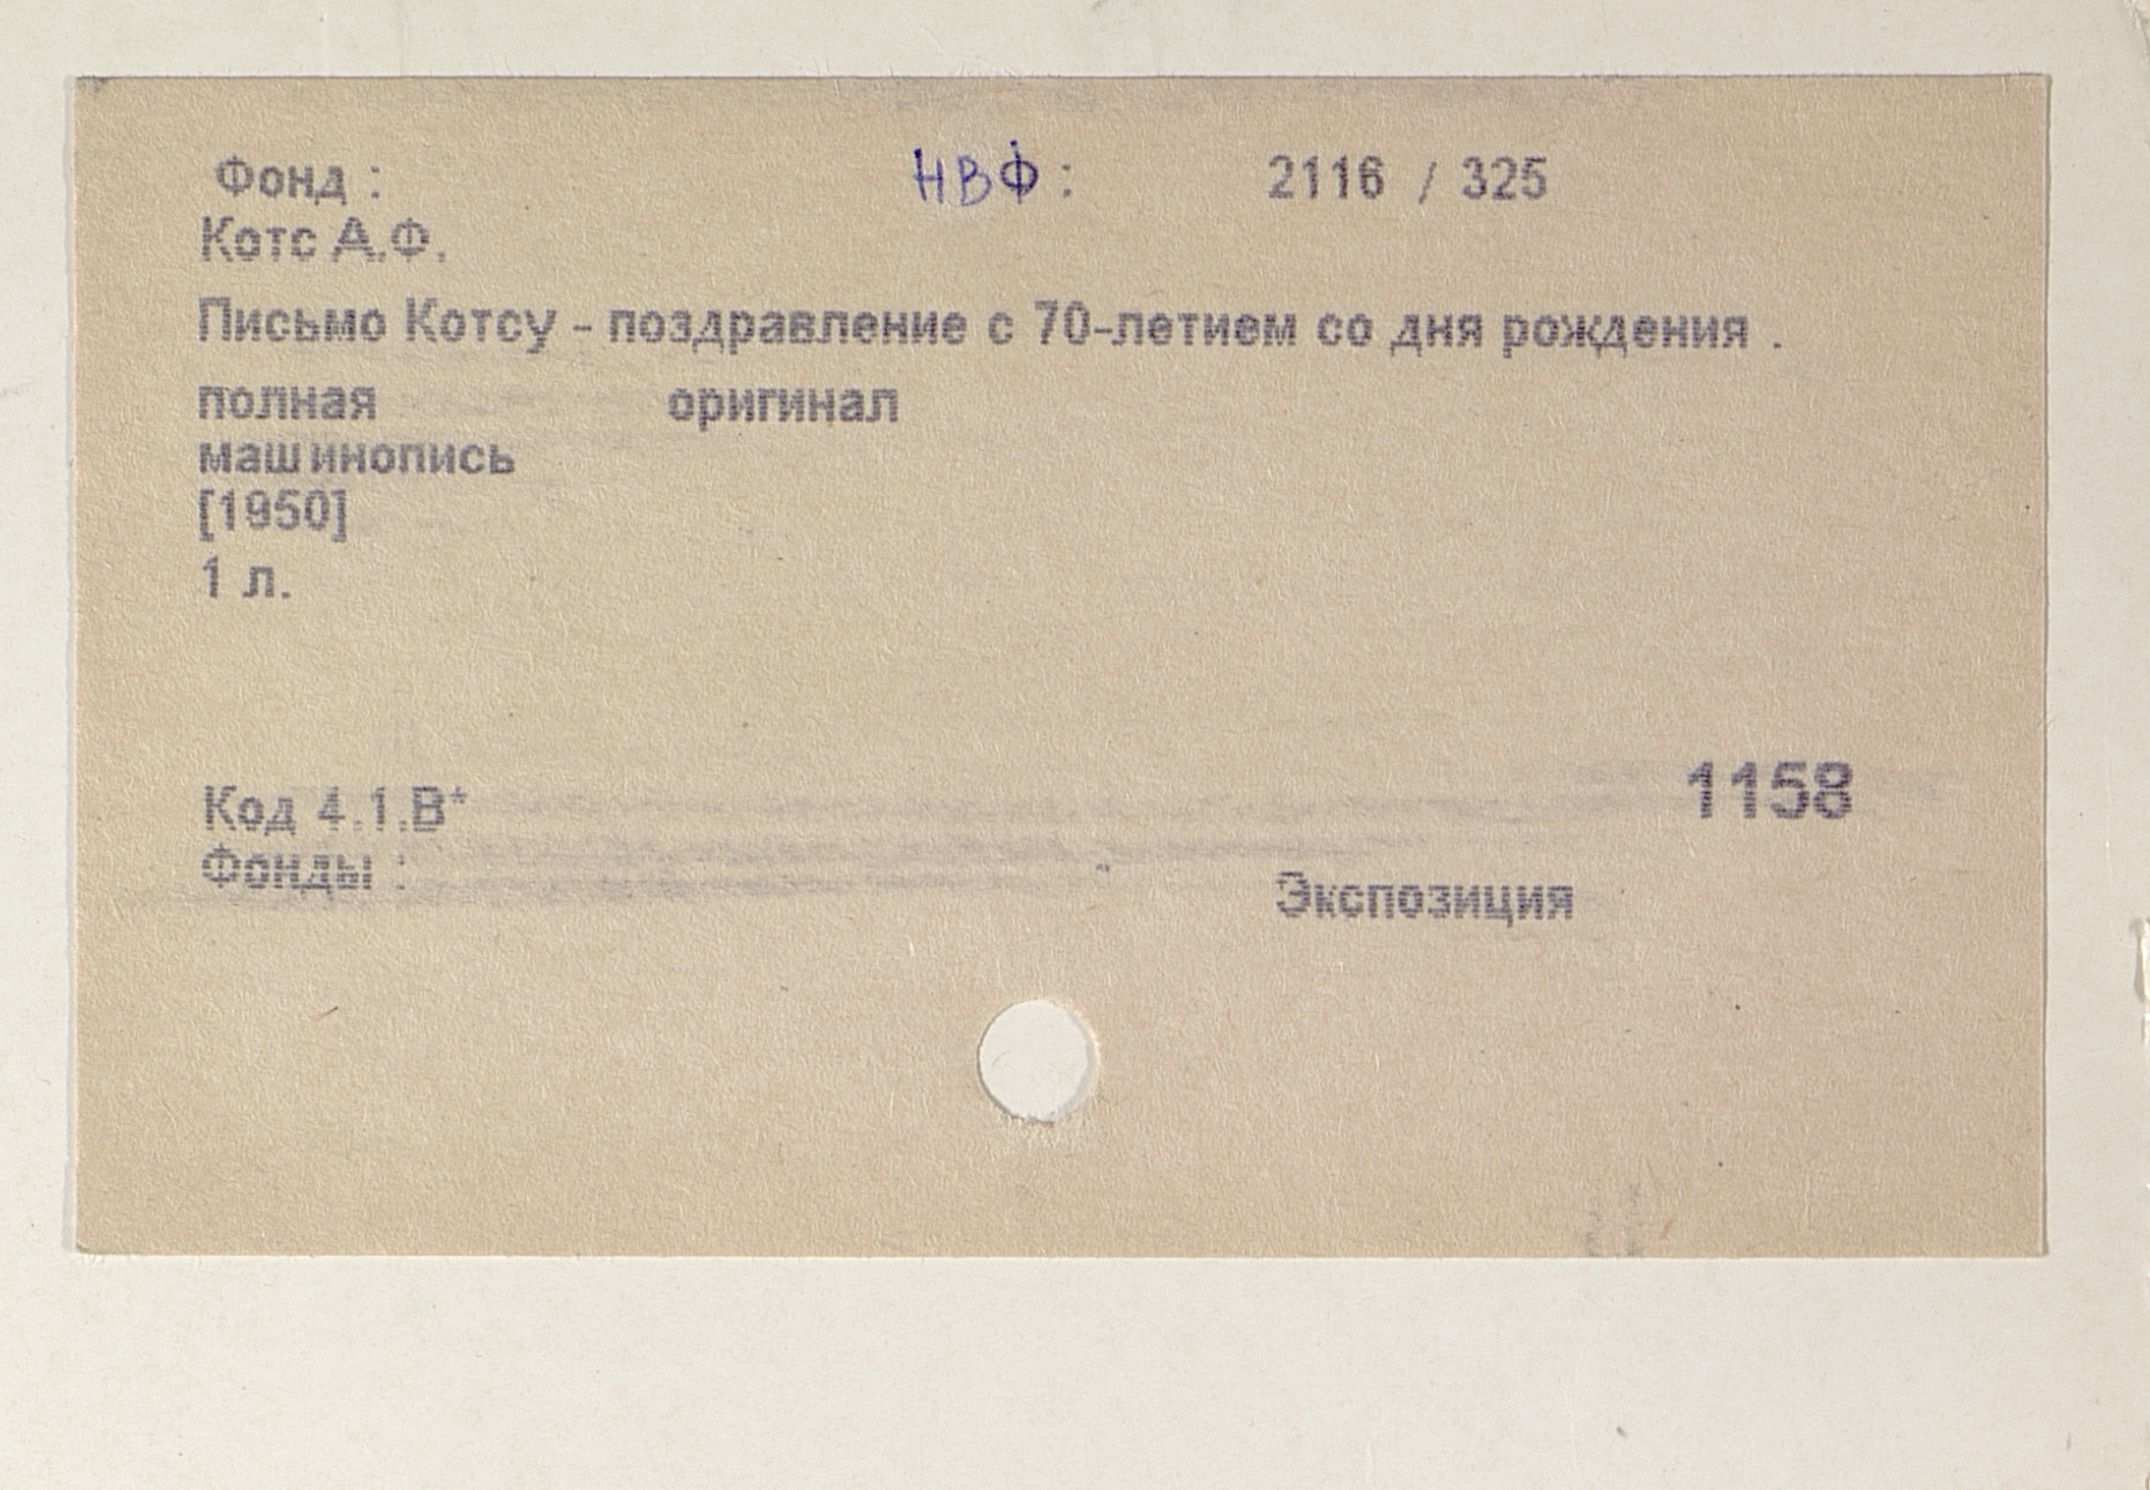 Фонд : НВФ: 2116 / 325
Котс А.Ф.
Письмо Котсу - поздравление с 70-летием со дня рождения .
полная оригинал
машинопись
[1950]
1 л.
1158
Код 4.1.В*
Фонды :
Экспозиция